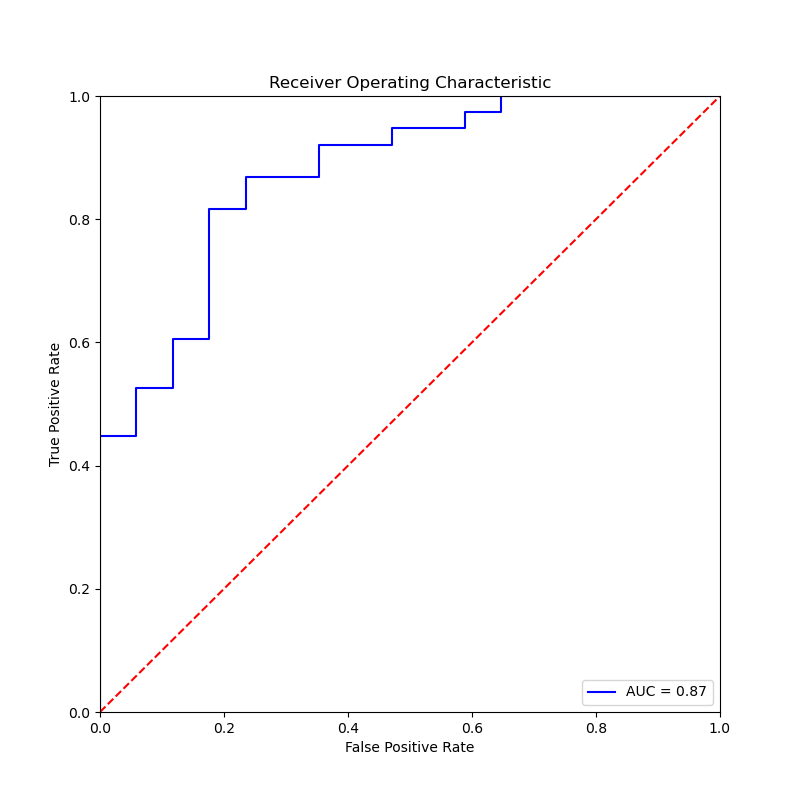 Receiver Operating Characteristic
True Positive Rate
1.0
0.8
0.6
0.4
0.2
0.0
0.0 0.2 0.4 0.6 0.8 1.0
False Positive Rate
AUC = 0.87